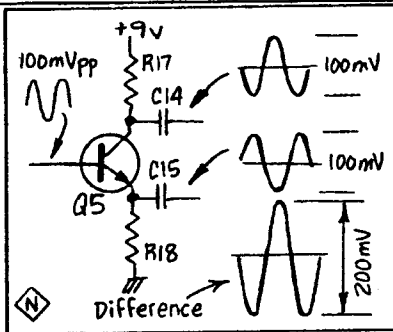 +9v
100mVpp
R17
C14
100mV
C15
100mV
Q5
R18
200mV
N
Difference